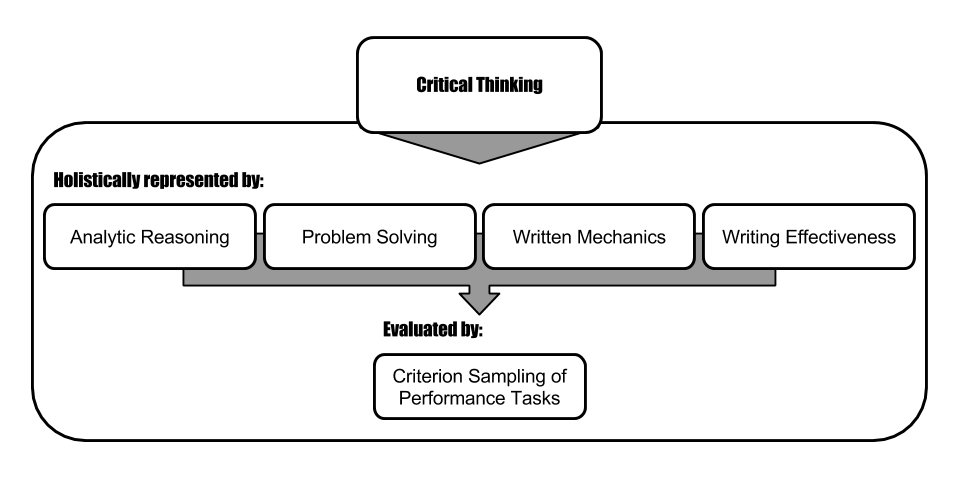 Critical Thinking
Holistically represented by:
Analytic Reasoning
Problem Solving
Written Mechanics
Writing Effectiveness
Evaluated by:
Criterion Sampling of
Performance Tasks